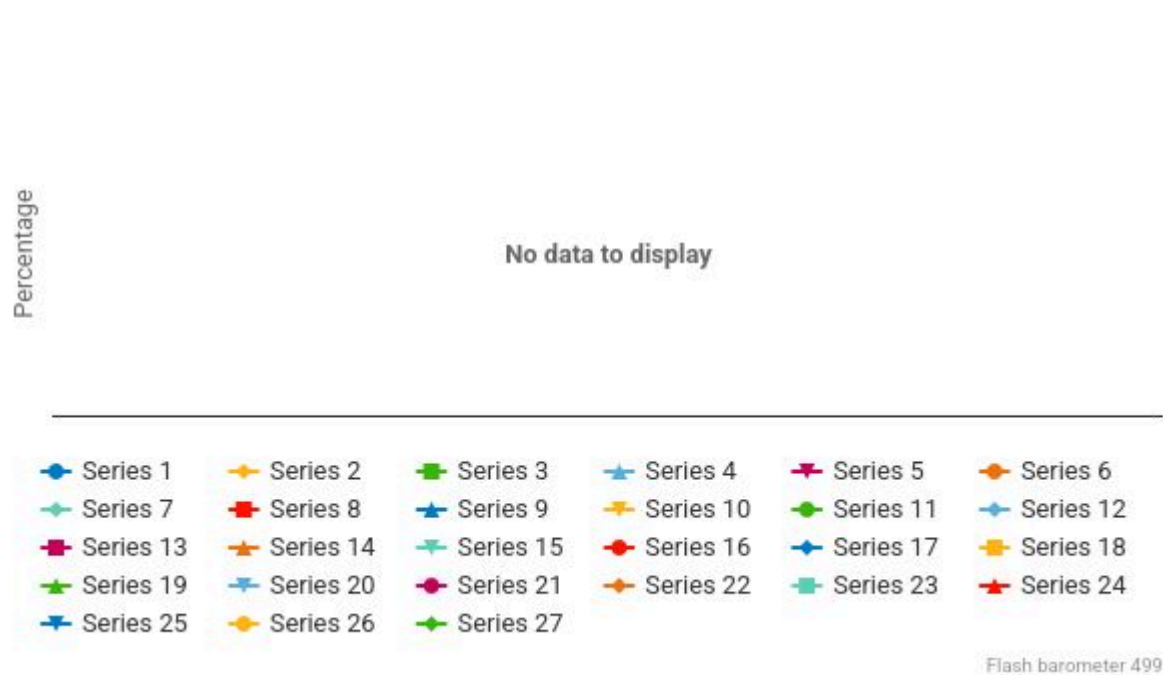 Percentage
No data to display
Series 1 Series 2 Series 3 Series 4 Series 5 Series 6
Series 7 Series 8 Series 9 Series 10 Series 11 Series 12
Series 13 Series 14 Series 15 Series 16 Series 17 Series 18
Series 19 Series 20 Series 21 Series 22 Series 23 Series 24
Series 25 Series 26 Series 27
Flash barometer 499